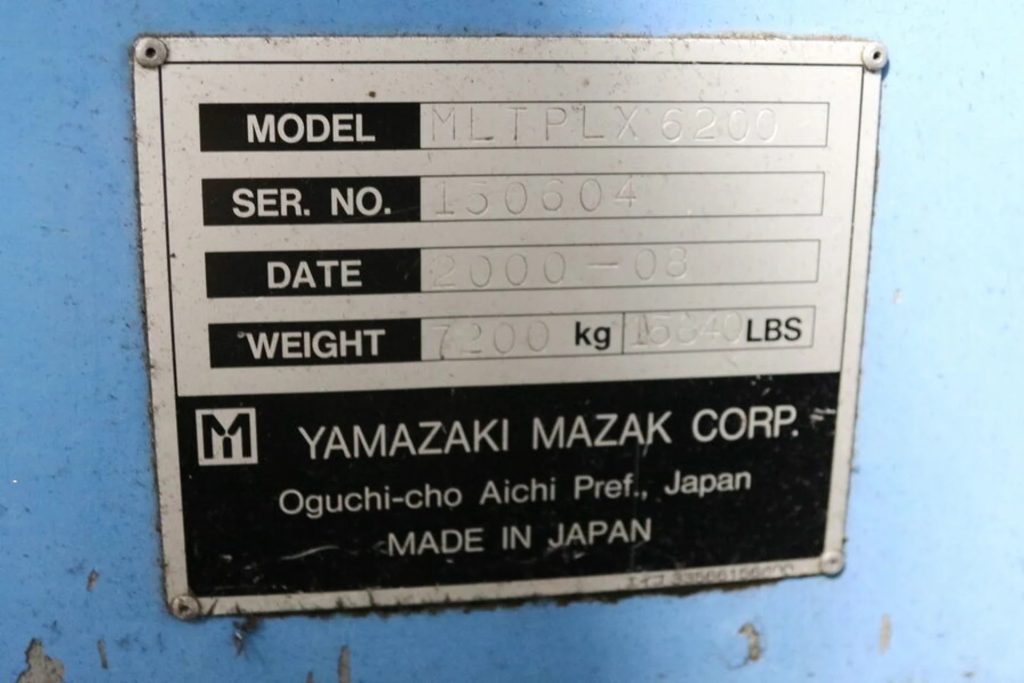 MODEL MLTPLX 6200
SER. NO. 150604
DATE 2000-08
WEIGHT 7200 kg 15840 LBS
YAMAZAKI MAZAK CORP.
Oguchi-cho Aichi Pref., Japan
MADE IN JAPAN